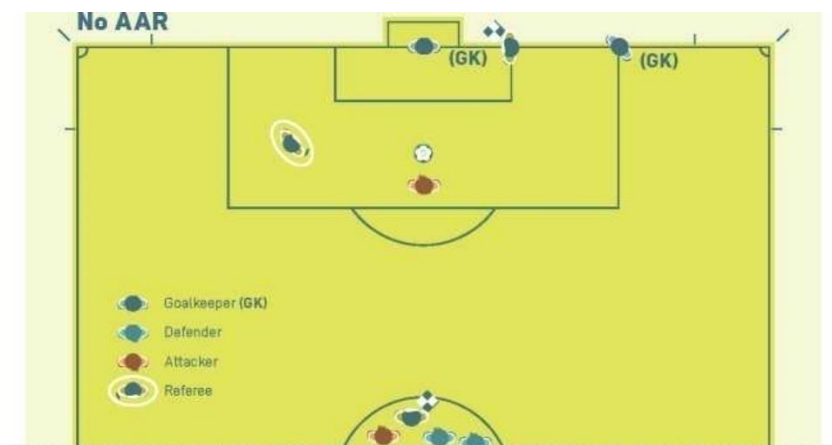 No AAR
(GK)
(GK)
Goalkeeper (GK)
Defender
Attacker
Referee